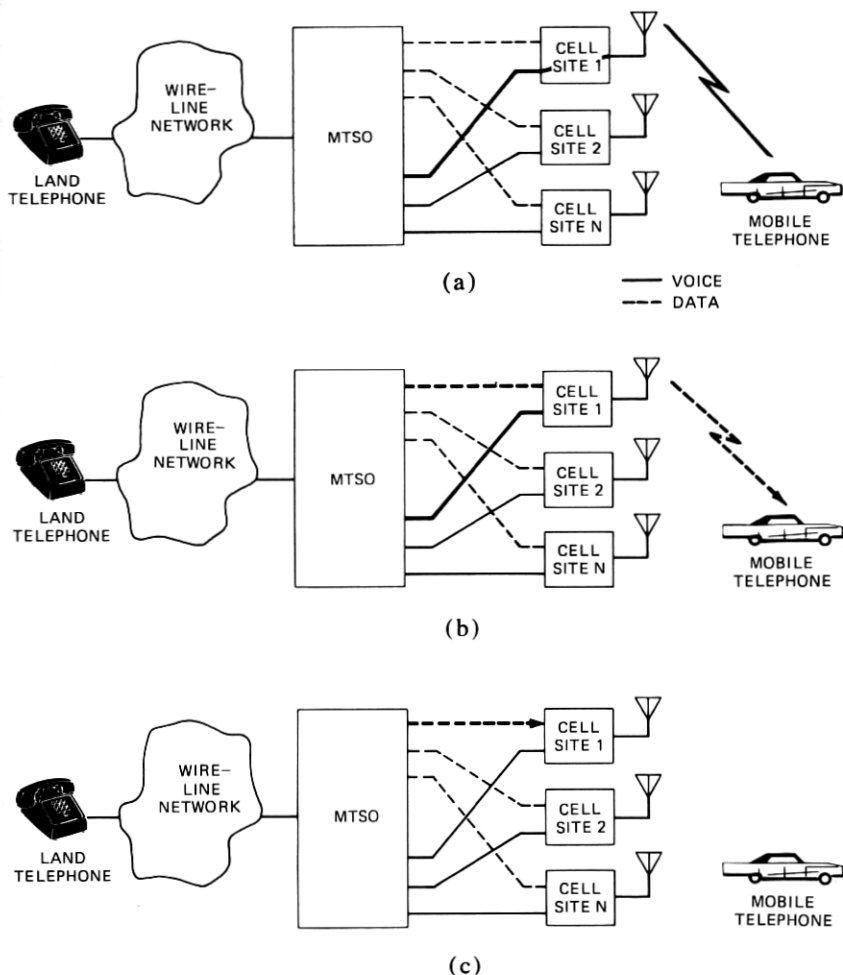 WIRE–
LINE
NETWORK
LAND
TELEPHONE
MTSO
CELL
SITE 1
CELL
SITE 2
CELL
SITE N
MOBILE
TELEPHONE
(a)
VOICE
DATA
WIRE–
LINE
NETWORK
LAND
TELEPHONE
MTSO
CELL
SITE 1
CELL
SITE 2
CELL
SITE N
MOBILE
TELEPHONE
(b)
WIRE–
LINE
NETWORK
LAND
TELEPHONE
MTSO
CELL
SITE 1
CELL
SITE 2
CELL
SITE N
MOBILE
TELEPHONE
(c)